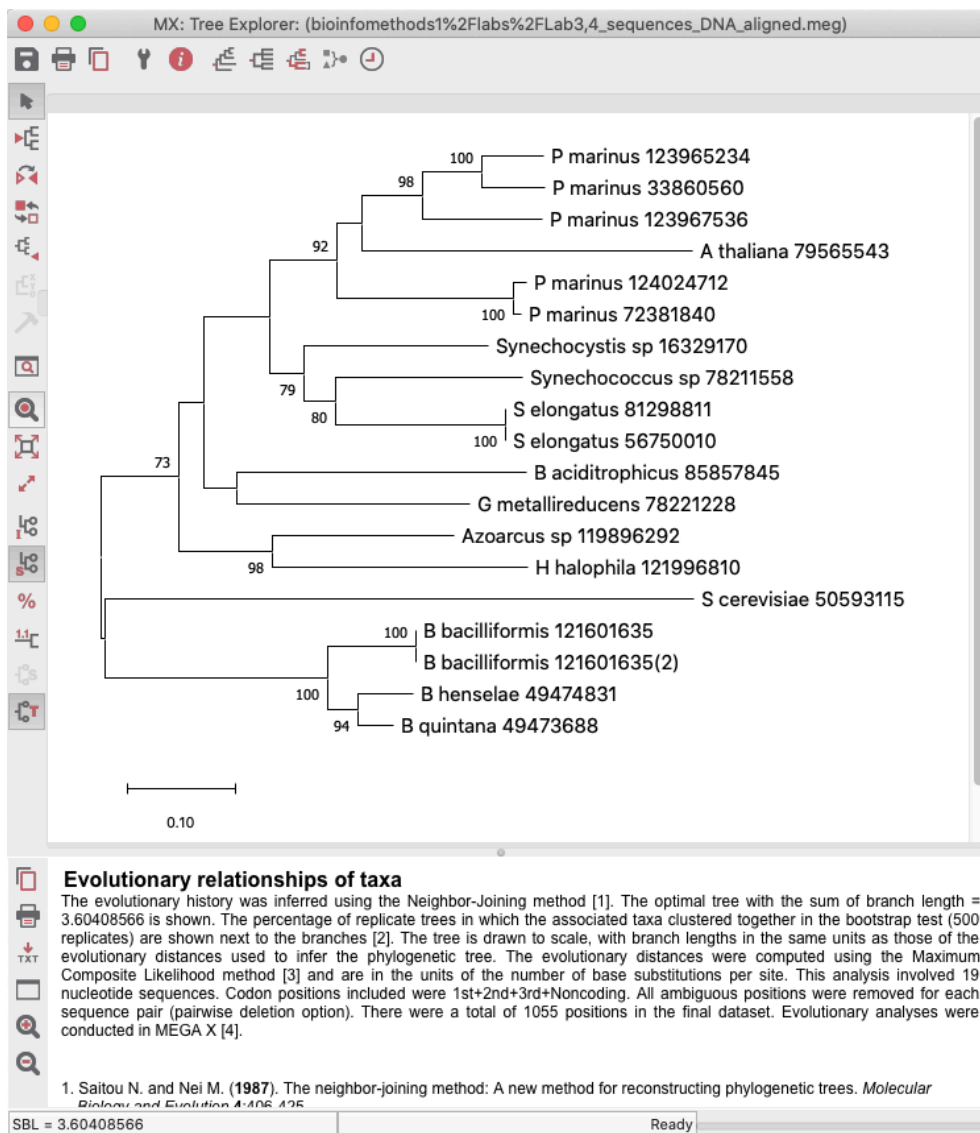 MX: Tree Explorer: (bioinfomethods1%2Flabs%2FLab3,4_sequences_DNA_aligned.meg)
100
P marinus 123965234
98
P marinus 33860560
P marinus 123967536
92
A thaliana 79565543
P marinus 124024712
100
P marinus 72381840
Synechocystis sp 16329170
79
Synechococcus sp 78211558
80
S elongatus 81298811
100
S elongatus 56750010
73
B aciditrophicus 85857845
G metallireducens 78221228
Azoarcus sp 119896292
98
H halophila 121996810
S cerevisiae 50593115
100
B bacilliformis 121601635
B bacilliformis 121601635(2)
100
B henselae 49474831
94
B quintana 49473688
0.10
%
1.1
TXT
Evolutionary relationships of taxa
The evolutionary history was inferred using the Neighbor-Joining method [1]. The optimal tree with the sum of branch length =
3.60408566 is shown. The percentage of replicate trees in which the associated taxa clustered together in the bootstrap test (500
replicates) are shown next to the branches [2]. The tree is drawn to scale, with branch lengths in the same units as those of the
evolutionary distances used to infer the phylogenetic tree. The evolutionary distances were computed using the Maximum
Composite Likelihood method [3] and are in the units of the number of base substitutions per site. This analysis involved 19
nucleotide sequences. Codon positions included were 1st+2nd+3rd+Noncoding. All ambiguous positions were removed for each
sequence pair (pairwise deletion option). There were a total of 1055 positions in the final dataset. Evolutionary analyses were
conducted in MEGA X [4].
1. Saitou N. and Nei M. (1987). The neighbor-joining method: A new method for reconstructing phylogenetic trees. Molecular
Biology and Evolution 4:406-425.
SBL = 3.60408566
Ready